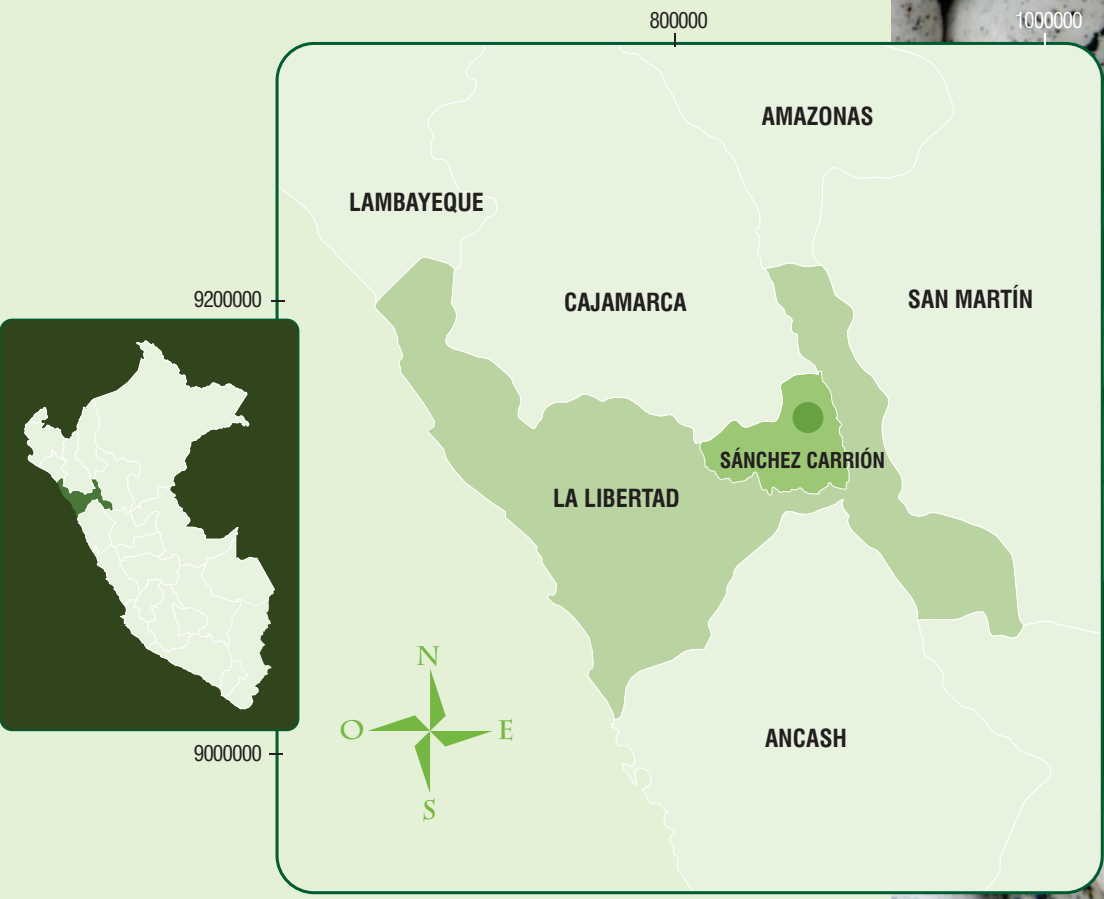 800000
1000000
AMAZONAS
LAMBAYEQUE
9200000
CAJAMARCA
SAN MARTÍN
SÁNCHEZ CARRIÓN
LA LIBERTAD
N
O
E
S
9000000
ANCASH